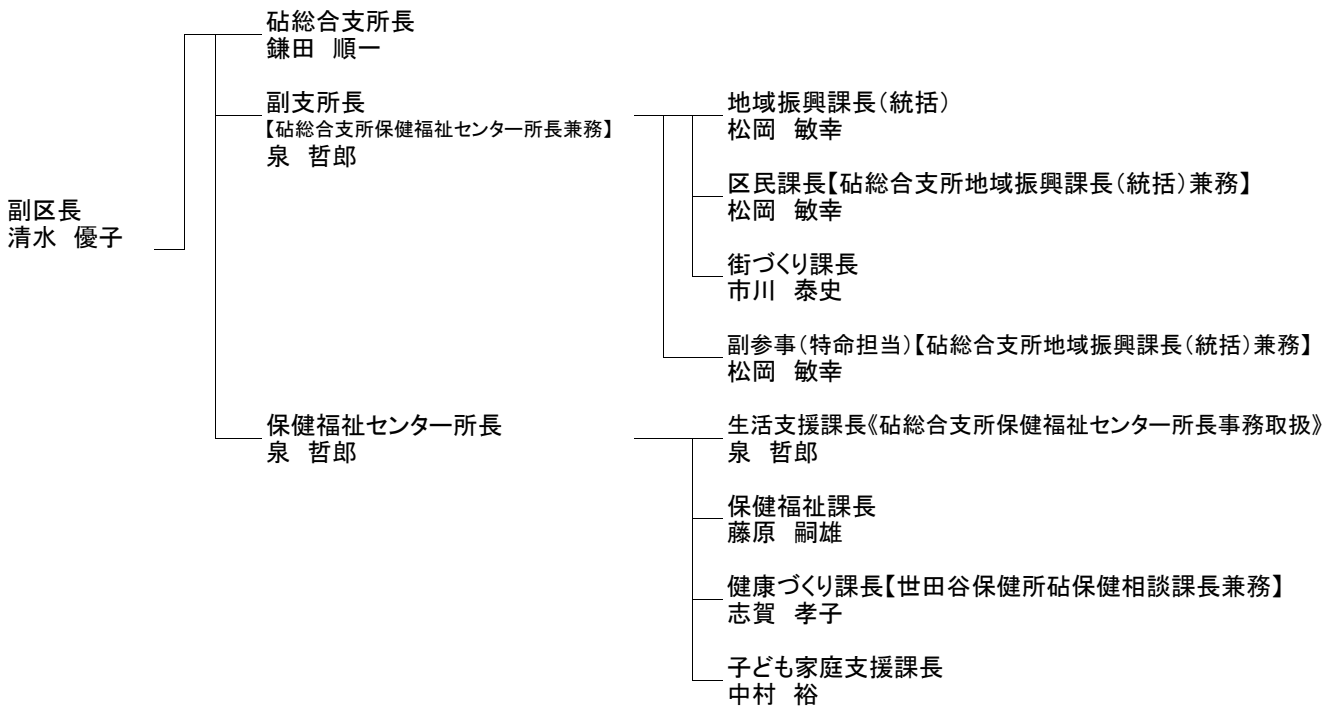 副区長
清水　優子
砧総合支所長
鎌田　順一
副支所長
【砧総合支所保健福祉センター所長兼務】
泉　哲郎
地域振興課長（統括）
松岡　敏幸
区民課長【砧総合支所地域振興課長（統括）兼務】
松岡　敏幸
街づくり課長
市川　泰史
副参事（特命担当）【砧総合支所地域振興課長（統括）兼務】
松岡　敏幸
保健福祉センター所長
泉　哲郎
生活支援課長《砧総合支所保健福祉センター所長事務取扱》
泉　哲郎
保健福祉課長
藤原　嗣雄
健康づくり課長【世田谷保健所砧保健相談課長兼務】
志賀　孝子
子ども家庭支援課長
中村　裕